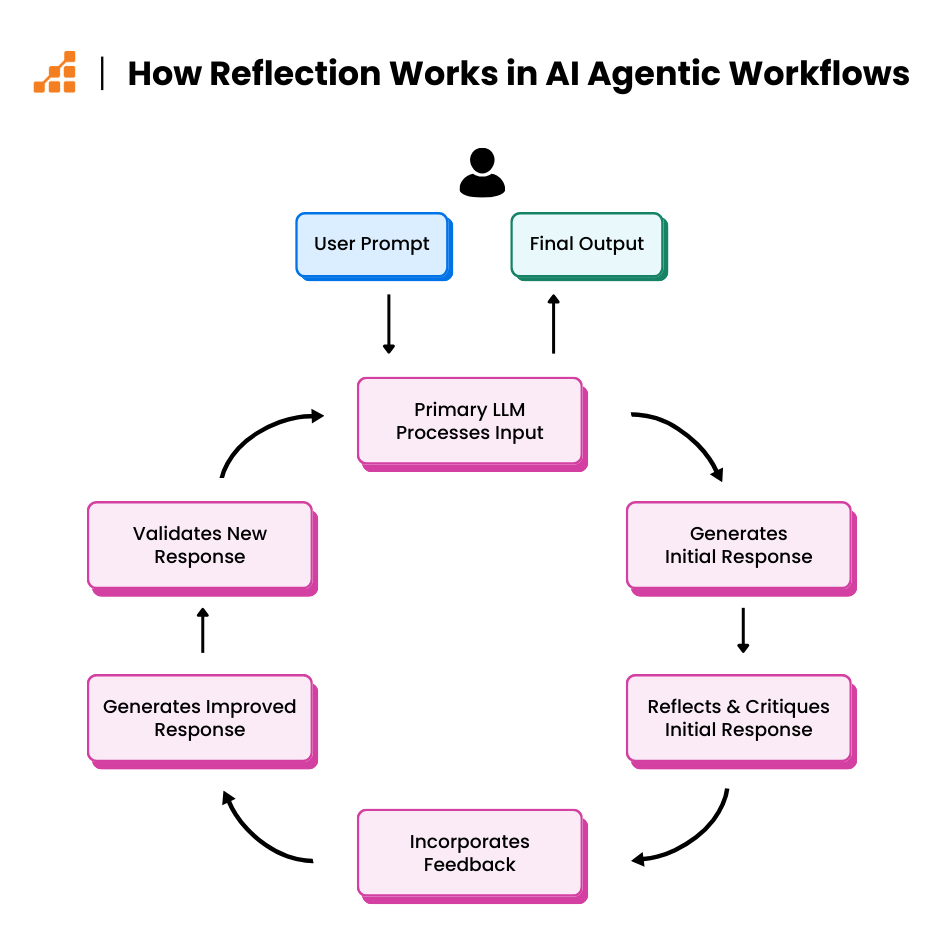 How Reflection Works in AI Agentic Workflows
User Prompt
Final Output
Primary LLM
Processes Input
Generates
Initial Response
Reflects & Critiques
Initial Response
Incorporates
Feedback
Generates Improved
Response
Validates New
Response